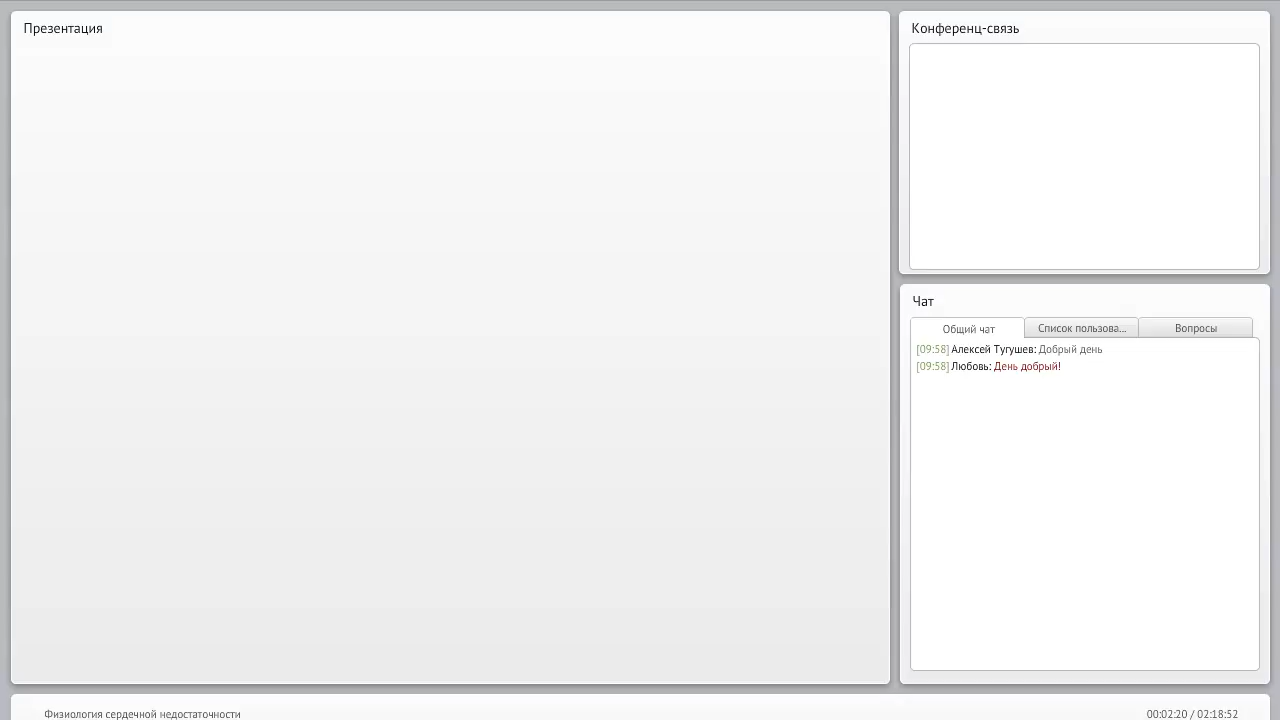 Презентация
Конференц-связь
Чат
Общий чат
Список пользова...
Вопросы
[09:58] Алексей Тугушев: Добрый день
[09:58] Любовь: День добрый!
Физиология сердечной недостаточности
00:02:20 / 02:18:52